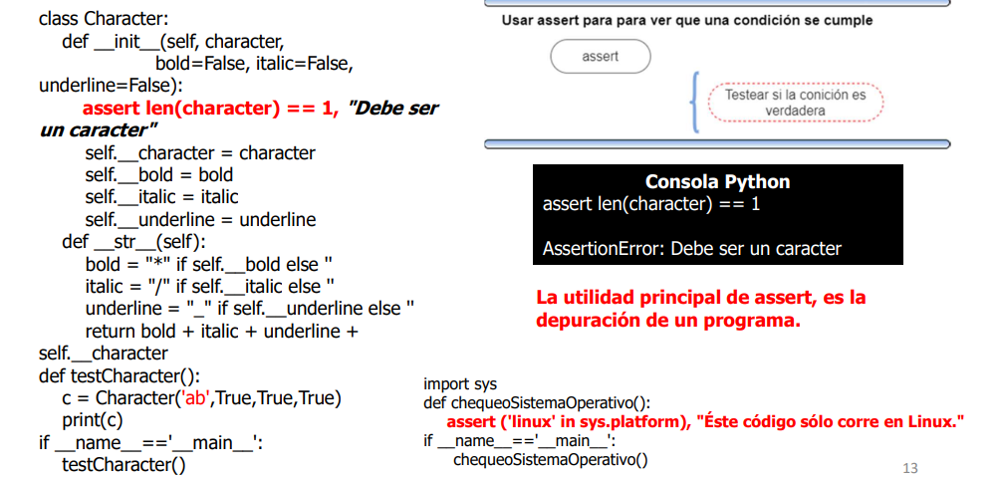 class Character:
def __init__(self, character,
bold=False, italic=False,
underline=False):
assert len(character) == 1, "Debe ser
un caracter"
self.__character = character
self.__bold = bold
self.__italic = italic
self.__underline = underline
def __str__(self):
bold = "*" if self.__bold else ''
italic = "/" if self.__italic else ''
underline = "_" if self.__underline else ''
return bold + italic + underline +
self.__character
def testCharacter():
c = Character('ab',True,True,True)
print(c)
if __name__=='__main__':
testCharacter()
Usar assert para para ver que una condición se cumple
assert
Testear si la conición es
verdadera
Consola Python
assert len(character) == 1
AssertionError: Debe ser un caracter
La utilidad principal de assert, es la
depuración de un programa.
import sys
def chequeoSistemaOperativo():
assert ('linux' in sys.platform), "Éste código sólo corre en Linux."
if __name__=='__main__':
chequeoSistemaOperativo()
13